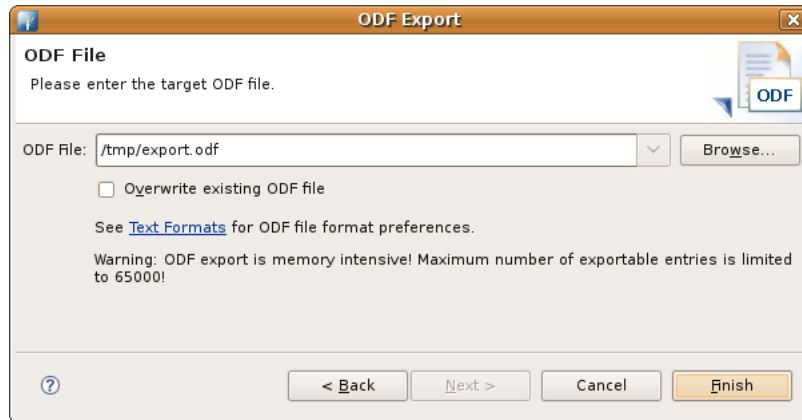 ODF Export
ODF File
Please enter the target ODF file.
ODF
ODF File: /tmp/export.odf Browse...
Overwrite existing ODF file
See Text Formats for ODF file format preferences.
Warning: ODF export is memory intensive! Maximum number of exportable entries is limited
to 65000!
? < Back Next > Cancel Finish